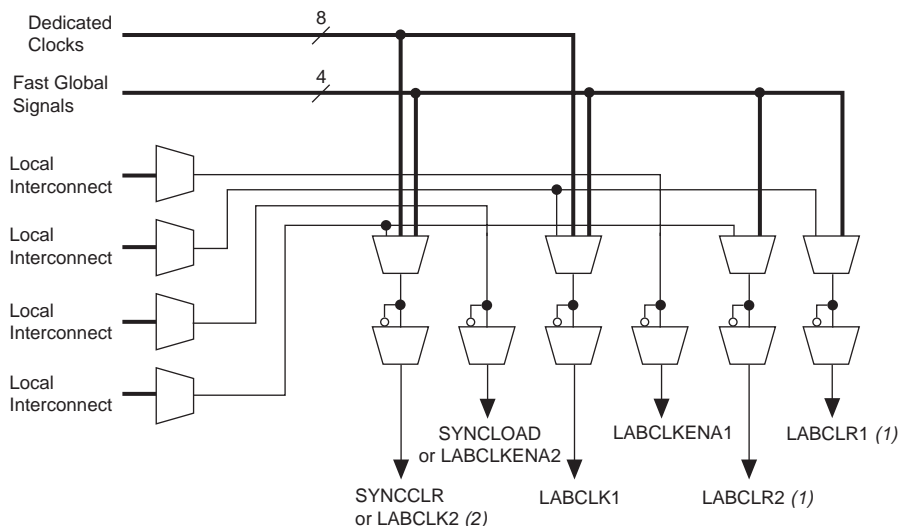 Dedicated
Clocks
8
Fast Global
Signals
4
Local
Interconnect
Local
Interconnect
Local
Interconnect
Local
Interconnect
SYNCLOAD
or LABCLKENA2
LABCLKENA1
LABCLR1 (1)
SYNCCLR
or LABCLK2 (2)
LABCLK1
LABCLR2 (1)